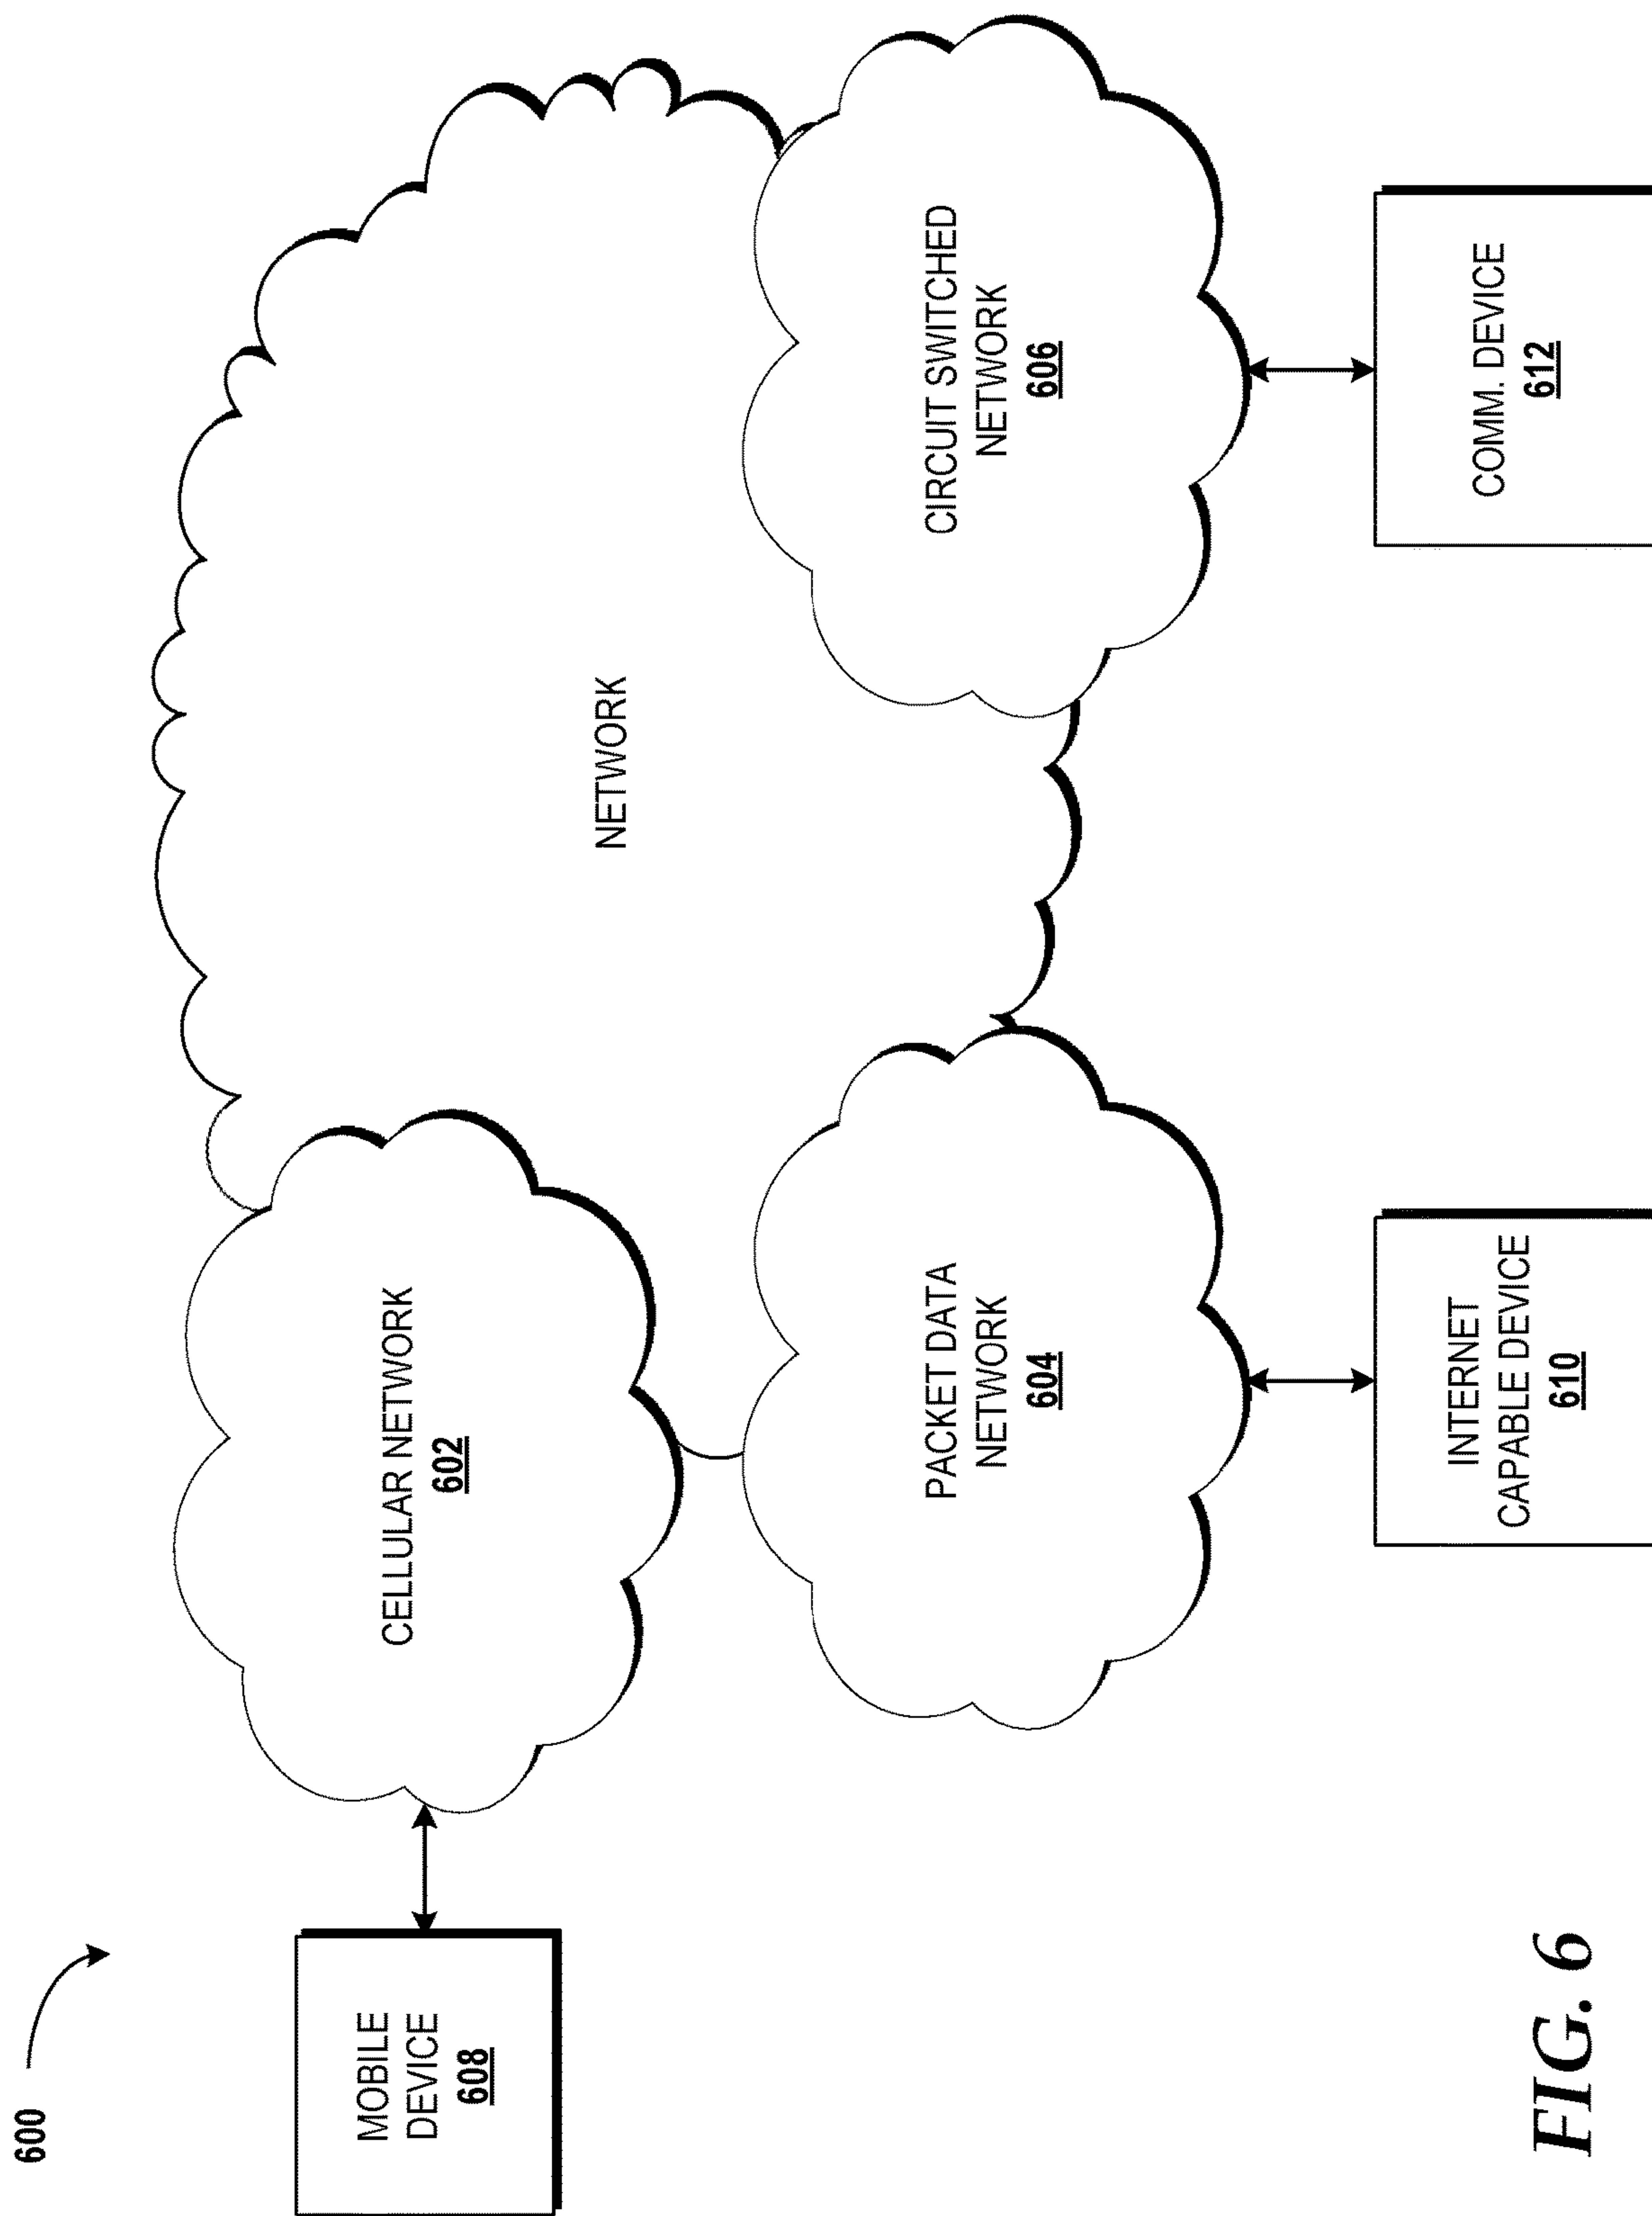 600
MOBILE
DEVICE
608
CELLULAR NETWORK
602
NETWORK
PACKET DATA
NETWORK
604
CIRCUIT SWITCHED
NETWORK
606
INTERNET
CAPABLE DEVICE
610
COMM. DEVICE
612
FIG. 6